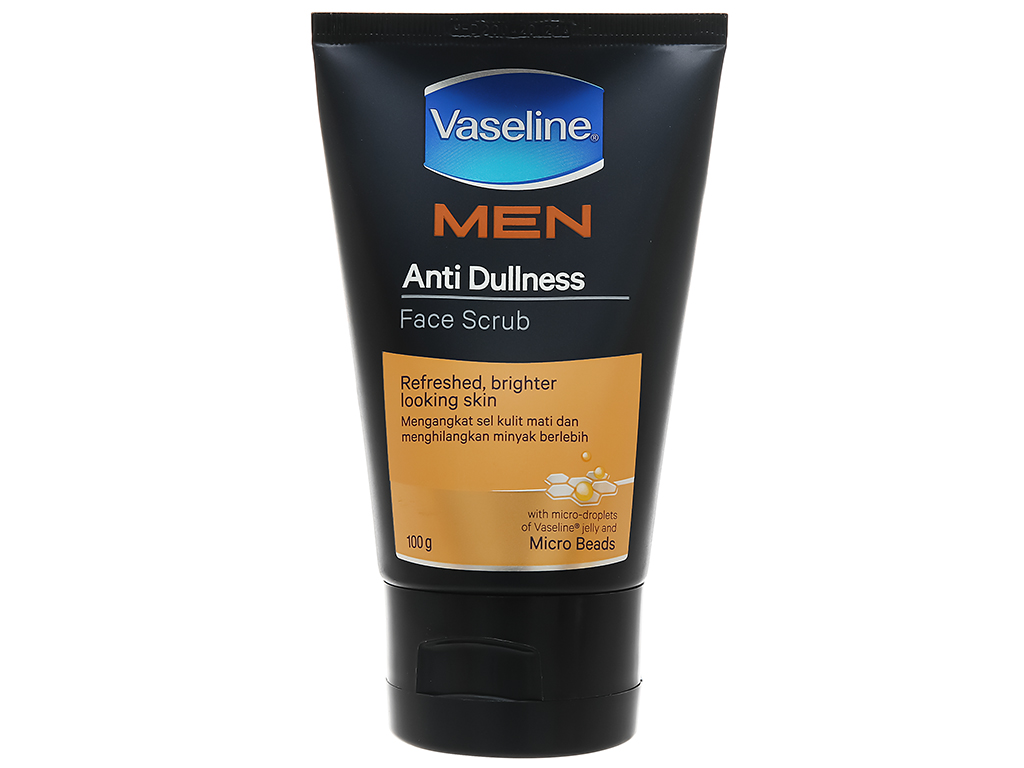 Vaseline®
MEN
Anti Dullness
Face Scrub
Refreshed, brighter
looking skin
Mengangkat sel kulit mati dan
menghilangkan minyak berlebih
with micro-droplets
of Vaseline® jelly and
Micro Beads
100 g